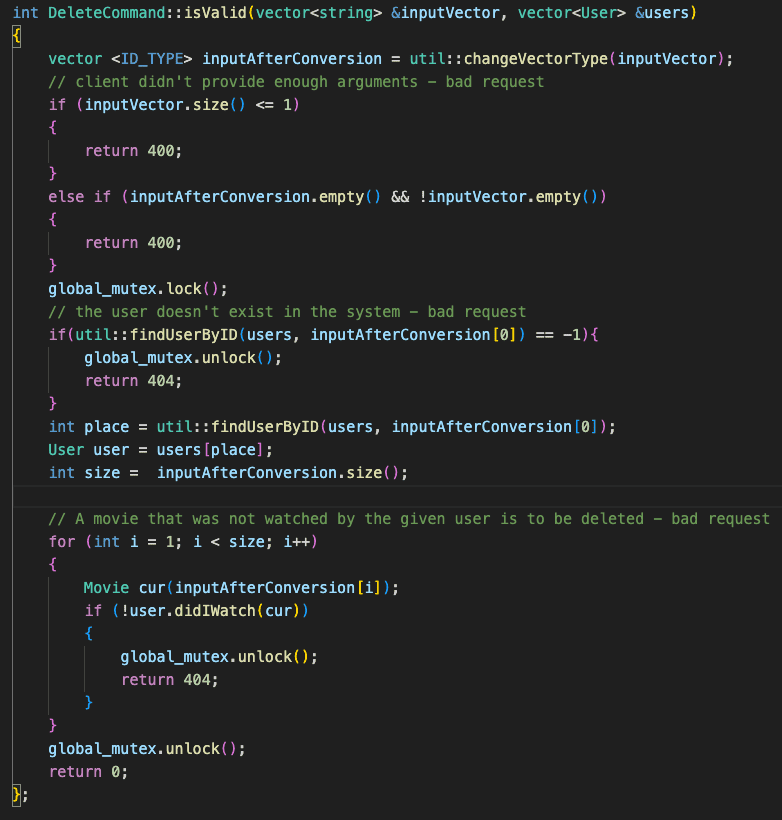 int DeleteCommand::isValid(vector<string> &inputVector, vector<User> &users)
{
    vector <ID_TYPE> inputAfterConversion = util::changeVectorType(inputVector);
    // client didn't provide enough arguments - bad request
    if (inputVector.size() <= 1)
    {
        return 400;
    }
    else if (inputAfterConversion.empty() && !inputVector.empty())
    {
        return 400;
    }
    global_mutex.lock();
    // the user doesn't exist in the system - bad request
    if(util::findUserByID(users, inputAfterConversion[0]) == -1){
        global_mutex.unlock();
        return 404;
    }
    int place = util::findUserByID(users, inputAfterConversion[0]);
    User user = users[place];
    int size =  inputAfterConversion.size();

    // A movie that was not watched by the given user is to be deleted - bad request
    for (int i = 1; i < size; i++)
    {
        Movie cur(inputAfterConversion[i]);
        if (!user.didIWatch(cur))
        {
            global_mutex.unlock();
            return 404;
        }
    }
    global_mutex.unlock();
    return 0;
};